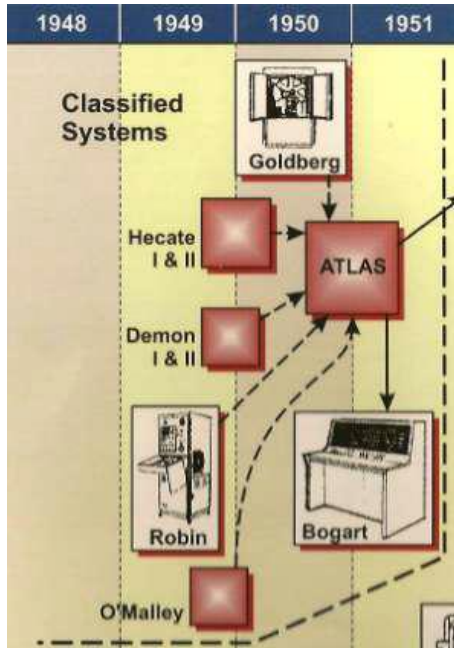 1948 1949 1950 1951
Classified
Systems
Goldberg
Hecate
I & II
ATLAS
Demon
I & II
Robin
Bogart
O'Malley